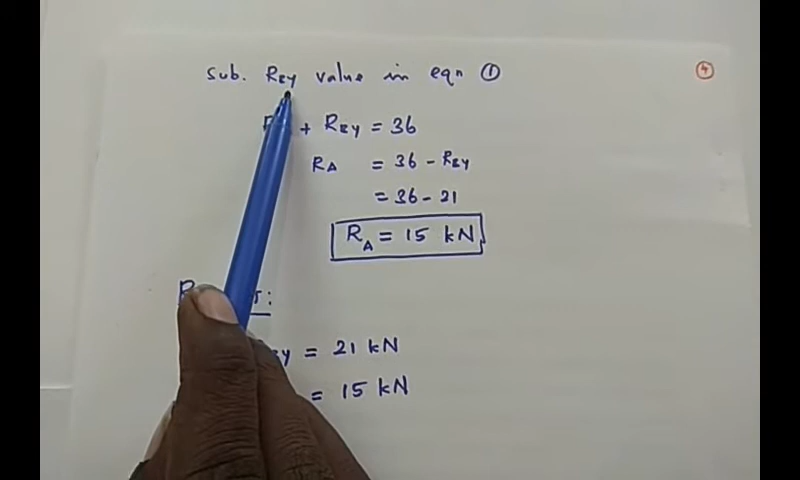 sub. REy value in eqn ① ④
+ REy = 36
RA = 36 - REy
= 36 - 21
RA = 15 kN
= 21 kN
= 15 kN